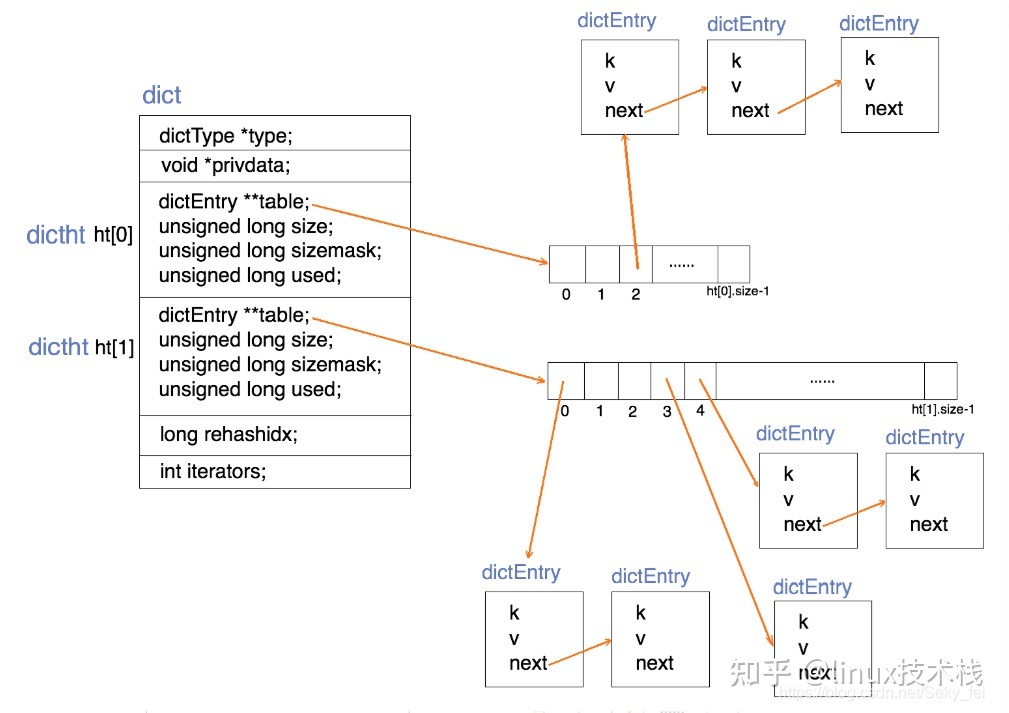 dictEntry
dictEntry
dictEntry
k
v
next
k
v
next
k
v
next
dict
dictType *type;
void *privdata;
dictht ht[0]
dictEntry **table;
unsigned long size;
unsigned long sizemask;
unsigned long used;
0
1
2
......
ht[0].size-1
dictht ht[1]
dictEntry **table;
unsigned long size;
unsigned long sizemask;
unsigned long used;
0
1
2
3
4
......
ht[1].size-1
long rehashidx;
int iterators;
dictEntry
dictEntry
k
v
next
k
v
next
dictEntry
dictEntry
dictEntry
k
v
next
k
v
next
k
v
next
知乎 @linux技术栈
https://blog.csdn.net/Seky_fei